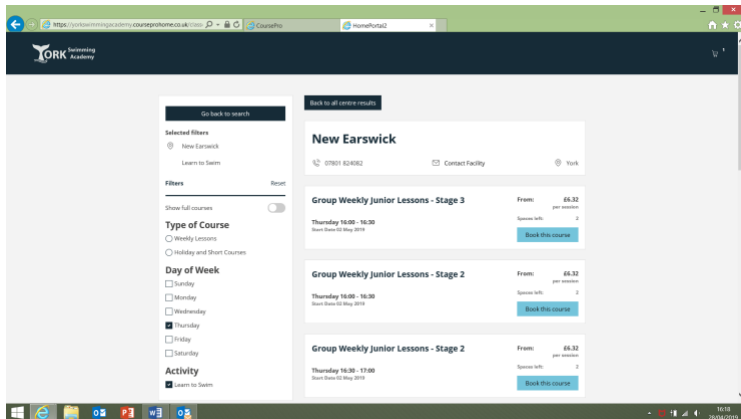 https://yorkswimmingacademy.courseprohome.co.uk/class
CoursePro
HomePortal2
YORK Swimming Academy
Go back to search
Selected filters
New Earswick
Learn to Swim
Filters Reset
Show full courses
Type of Course
Weekly Lessons
Holiday and Short Courses
Day of Week
Sunday
Monday
Wednesday
Thursday
Friday
Saturday
Activity
Learn to Swim
Back to all centre results
New Earswick
07801 824082 Contact Facility York
Group Weekly Junior Lessons - Stage 3
From: £6.32
per session
Thursday 16:00 - 16:30
Start Date 02 May 2019
Spaces left: 2
Book this course
Group Weekly Junior Lessons - Stage 2
From: £6.32
per session
Thursday 16:00 - 16:30
Start Date 02 May 2019
Spaces left: 2
Book this course
Group Weekly Junior Lessons - Stage 2
From: £6.32
per session
Thursday 16:30 - 17:00
Start Date 02 May 2019
Spaces left: 3
Book this course
16:18
28/04/2019